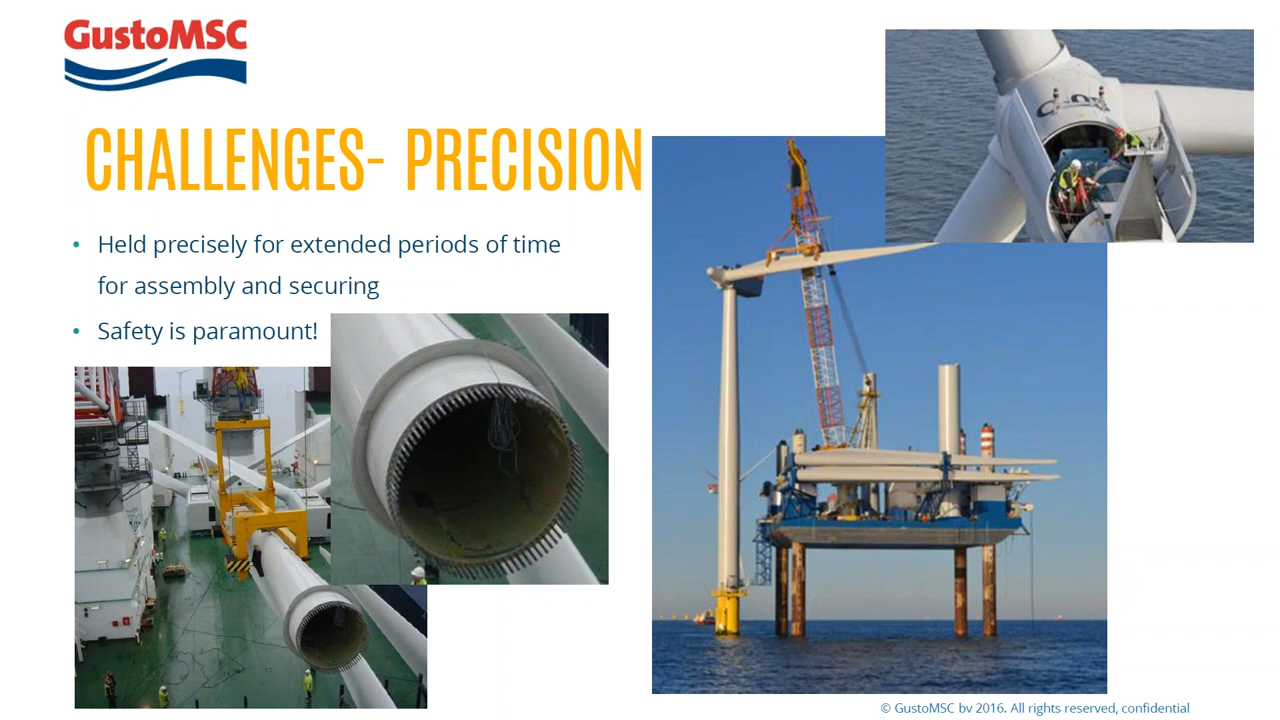 GustoMSC
CHALLENGES- PRECISION
• Held precisely for extended periods of time
for assembly and securing
• Safety is paramount!
© GustoMSC bv 2016. All rights reserved, confidential